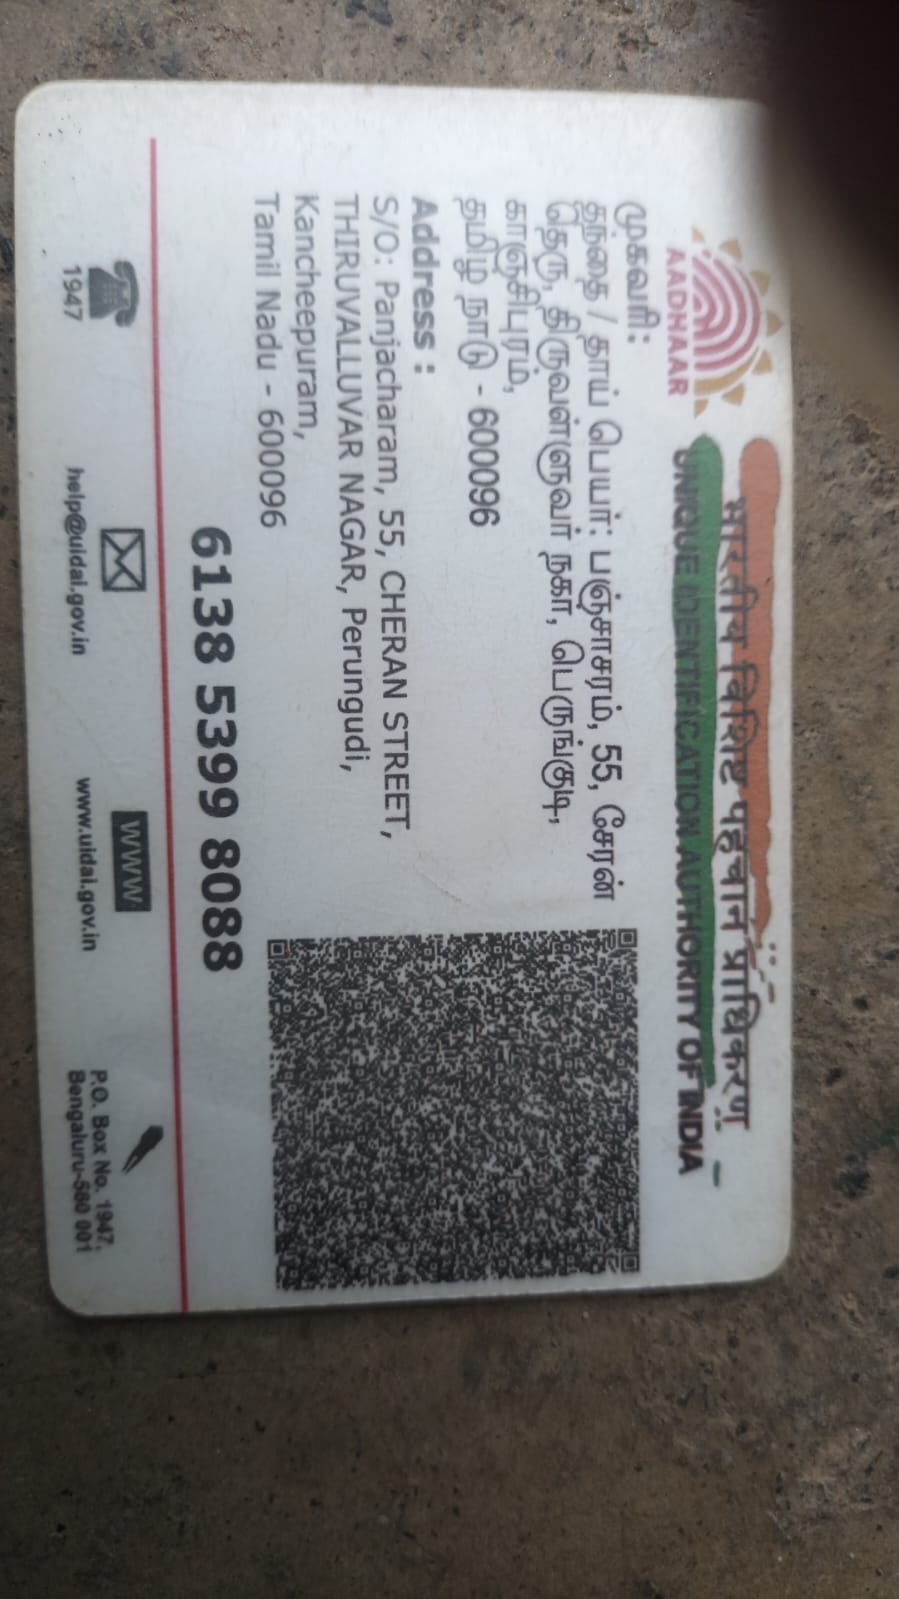 भारतीय विशिष्ट पहचान प्राधिकरण
UNIQUE IDENTIFICATION AUTHORITY OF INDIA
AADHAAR
முகவரி:
தந்தை / தாய் பெயர்: பஞ்சாசரம், 55, சேரன்
தெரு, திருவள்ளுவர் நகர், பெருங்குடி,
காஞ்சிபுரம்,
தமிழ் நாடு - 600096
Address :
S/O: Panjacharam, 55, CHERAN STREET,
THIRUVALLUVAR NAGAR, Perungudi,
Kancheepuram,
Tamil Nadu - 600096
6138 5399 8088
1947
help@uidai.gov.in
www
www.uidai.gov.in
P.O. Box No. 1947,
Bengaluru-560 001